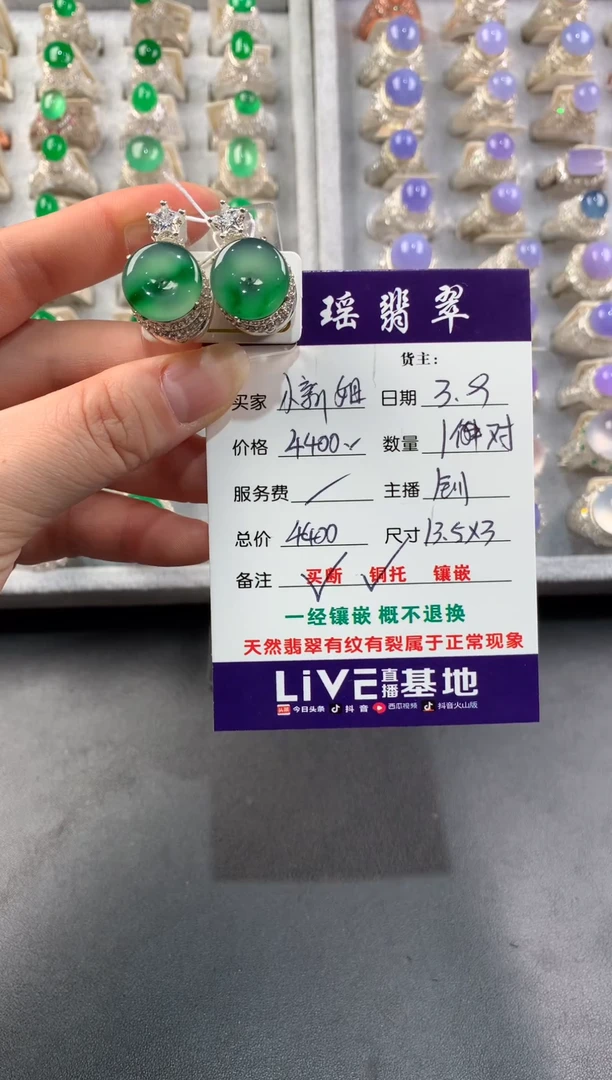 瑶翡翠
货主：
买家 小新姐 日期 3.9
价格 4400 数量 1 对
服务费 / 主播
总价 4400 尺寸 13.5×3
备注 买断 铜托 镶嵌
一经镶嵌 概不退换
天然翡翠有纹有裂属于正常现象
LiVE直播基地
头条 今日头条 抖音 西瓜视频 抖音火山版